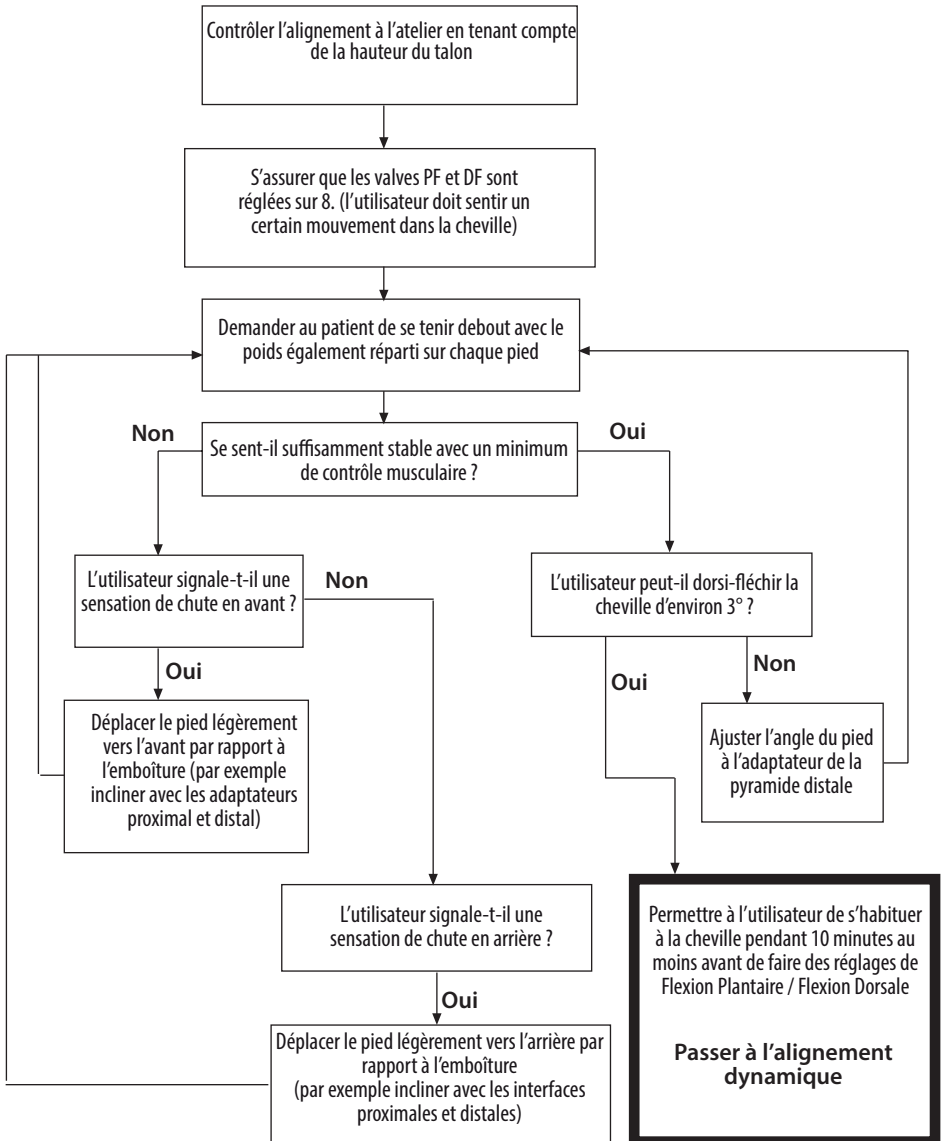 Contrôler l'alignement à l'atelier en tenant compte
de la hauteur du talon
S'assurer que les valves PF et DF sont
réglées sur 8. (l'utilisateur doit sentir un
certain mouvement dans la cheville)
Demander au patient de se tenir debout avec le
poids également réparti sur chaque pied
Non
Se sent-il suffisamment stable avec un minimum
de contrôle musculaire ?
Oui
L'utilisateur signale-t-il une
sensation de chute en avant ?
Non
L'utilisateur peut-il dorsi-fléchir la
cheville d'environ 3° ?
Oui
Oui
Non
Déplacer le pied légèrement
vers l'avant par rapport à
l'emboîture (par exemple
incliner avec les adaptateurs
proximal et distal)
Ajuster l'angle du pied
à l'adaptateur de la
pyramide distale
L'utilisateur signale-t-il une
sensation de chute en arrière ?
Oui
Déplacer le pied légèrement vers l'arrière par
rapport à l'emboîture
(par exemple incliner avec les interfaces
proximales et distales)
Permettre à l'utilisateur de s'habituer
à la cheville pendant 10 minutes au
moins avant de faire des réglages de
Flexion Plantaire / Flexion Dorsale
Passer à l'alignement
dynamique